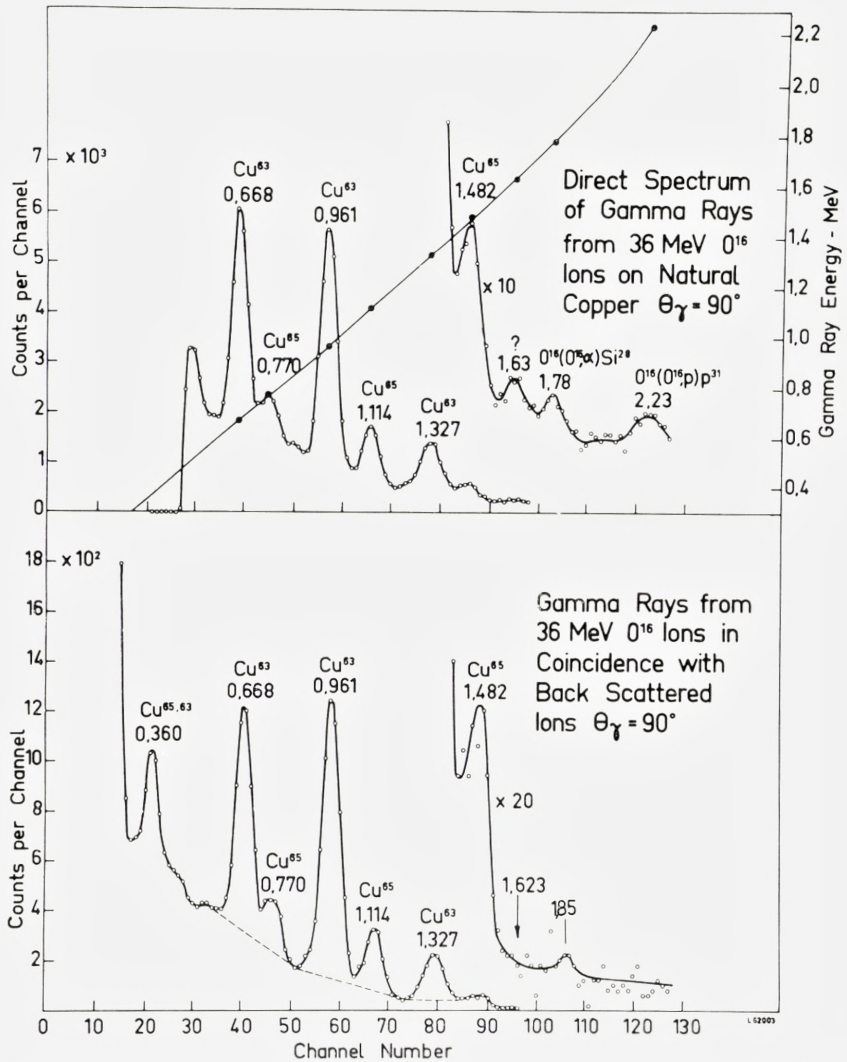 2,2
2,0
1,8
1,6
1,4
1,2
1,0
0,8
0,6
0,4
Gamma Ray Energy - MeV
7
6
5
4
3
2
1
0
x 10³
Counts per Channel
Cu⁶³
0,668
Cu⁶⁵
0,770
Cu⁶³
0,961
Cu⁶⁵
1,114
Cu⁶³
1,327
Cu⁶⁵
1,482
x 10
?
1,63
O¹⁶(O¹⁶,α)Si²⁸
1,78
O¹⁶(O¹⁶,p)p³¹
2,23
Direct Spectrum
of Gamma Rays
from 36 MeV O¹⁶
Ions on Natural
Copper Θγ = 90°
18
16
14
12
10
8
6
4
2
x 10²
Counts per Channel
Cu⁶⁵,⁶³
0,360
Cu⁶³
0,668
Cu⁶⁵
0,770
Cu⁶³
0,961
Cu⁶⁵
1,114
Cu⁶³
1,327
Cu⁶⁵
1,482
x 20
1,623
Gamma Rays from
36 MeV O¹⁶ Ions in
Coincidence with
Back Scattered
Ions Θγ = 90°
0 10 20 30 40 50 60 70 80 90 100 110 120 130
Channel Number